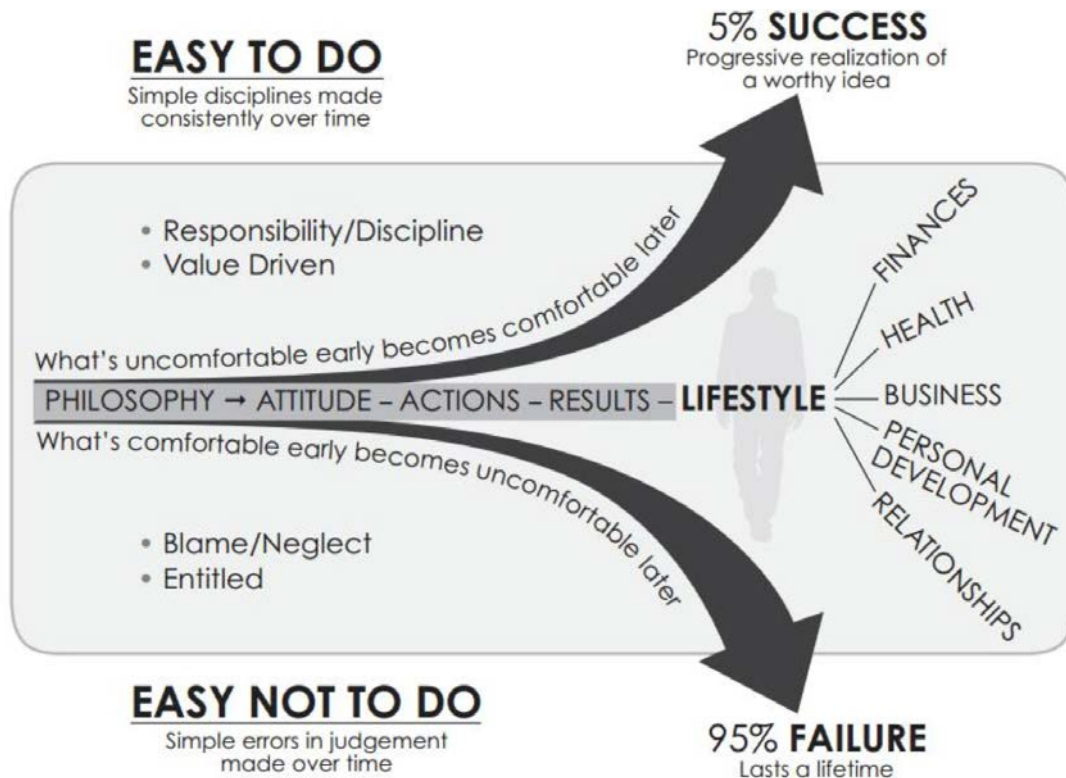 EASY TO DO
Simple disciplines made
consistently over time
5% SUCCESS
Progressive realization of
a worthy idea
• Responsibility/Discipline
• Value Driven
What's uncomfortable early becomes comfortable later
PHILOSOPHY → ATTITUDE – ACTIONS – RESULTS – LIFESTYLE
What's comfortable early becomes uncomfortable later
FINANCES
HEALTH
BUSINESS
PERSONAL
DEVELOPMENT
RELATIONSHIPS
• Blame/Neglect
• Entitled
EASY NOT TO DO
Simple errors in judgement
made over time
95% FAILURE
Lasts a lifetime